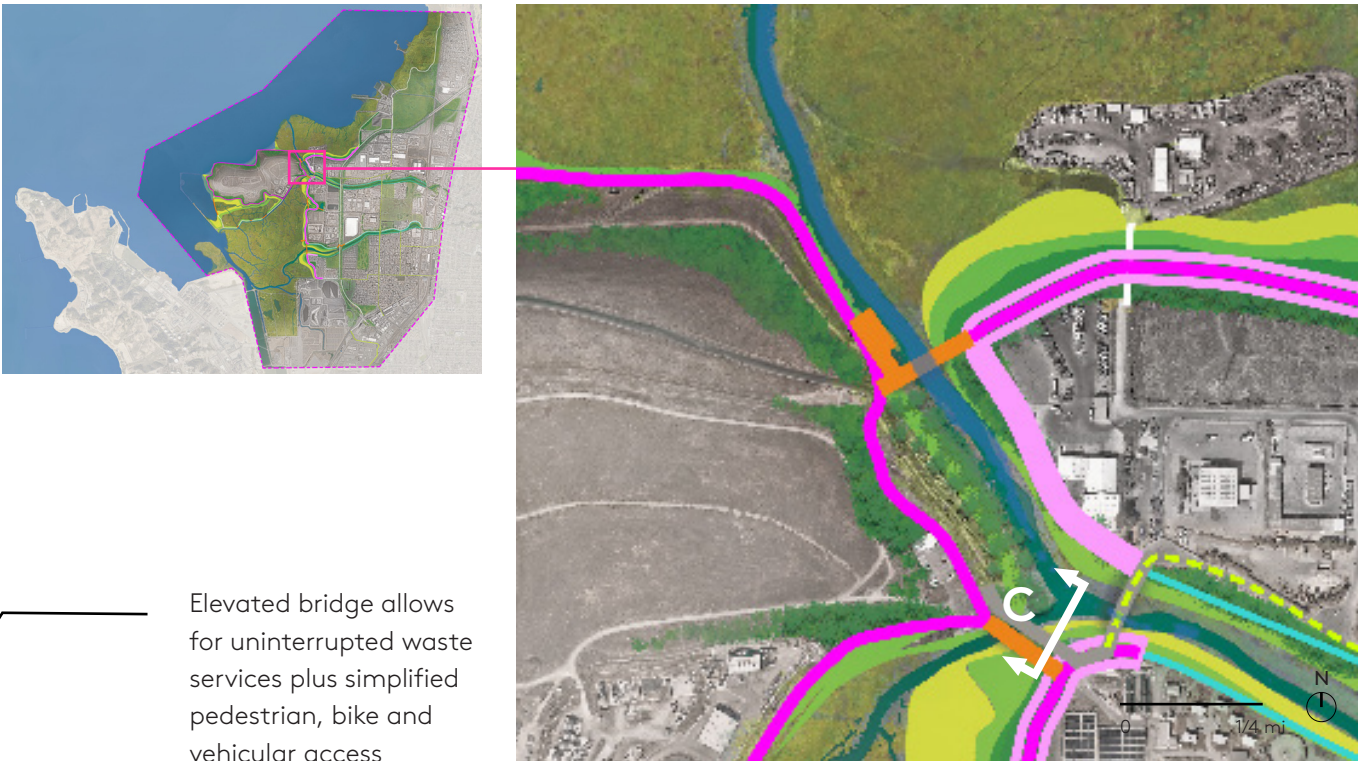 Elevated bridge allows
for uninterrupted waste
services plus simplified
pedestrian, bike and
vehicular access
C
N
0 1/4 mi